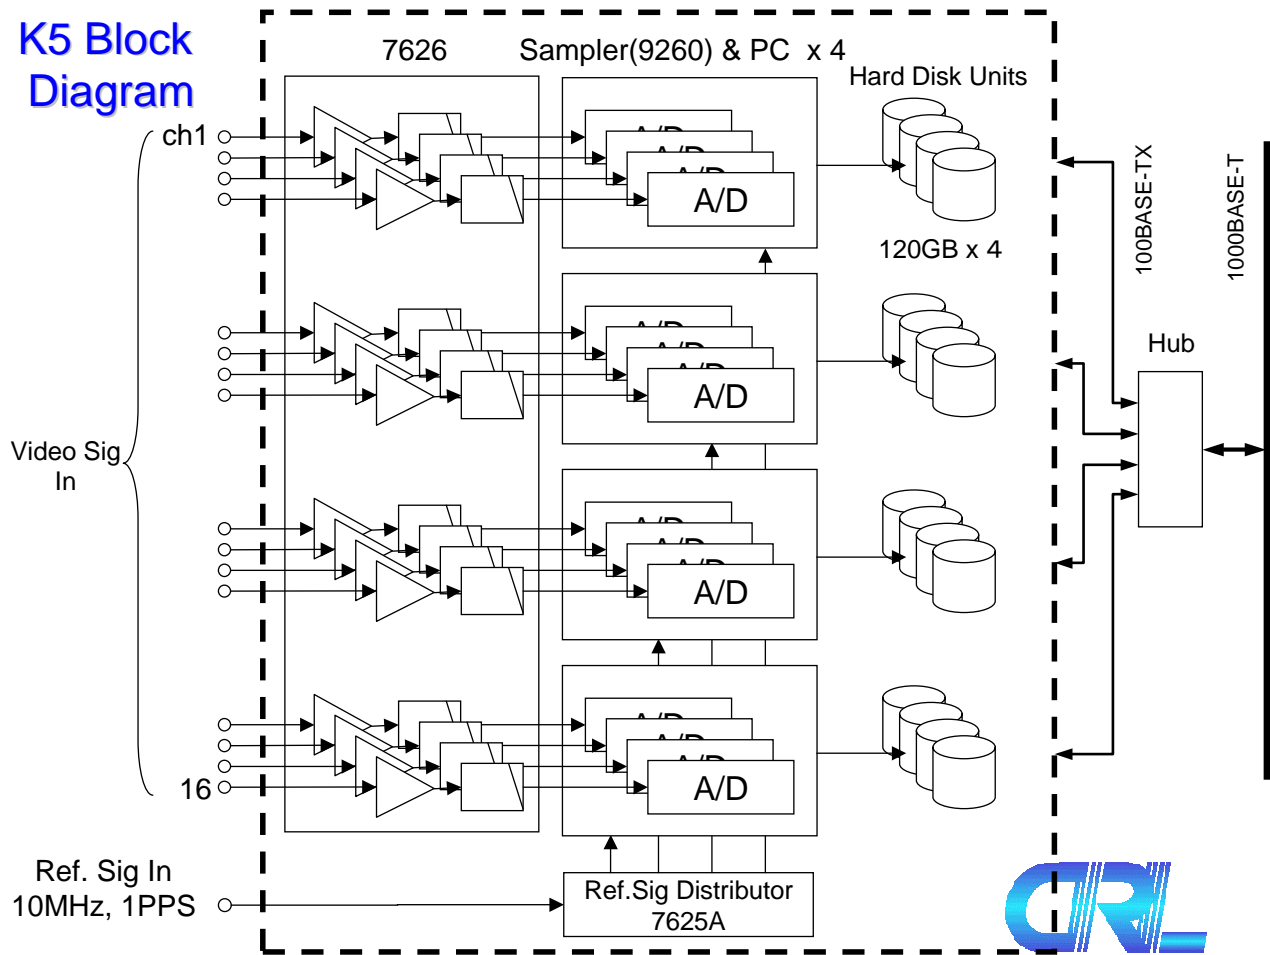 K5 Block
Diagram
7626
Sampler(9260) & PC x 4
Hard Disk Units
ch1
A/D
A/D
A/D
A/D
120GB x 4
100BASE-TX
1000BASE-T
A/D
A/D
A/D
A/D
Hub
Video Sig
In
A/D
A/D
A/D
A/D
A/D
A/D
A/D
A/D
16
Ref. Sig In
10MHz, 1PPS
Ref.Sig Distributor
7625A
CRL